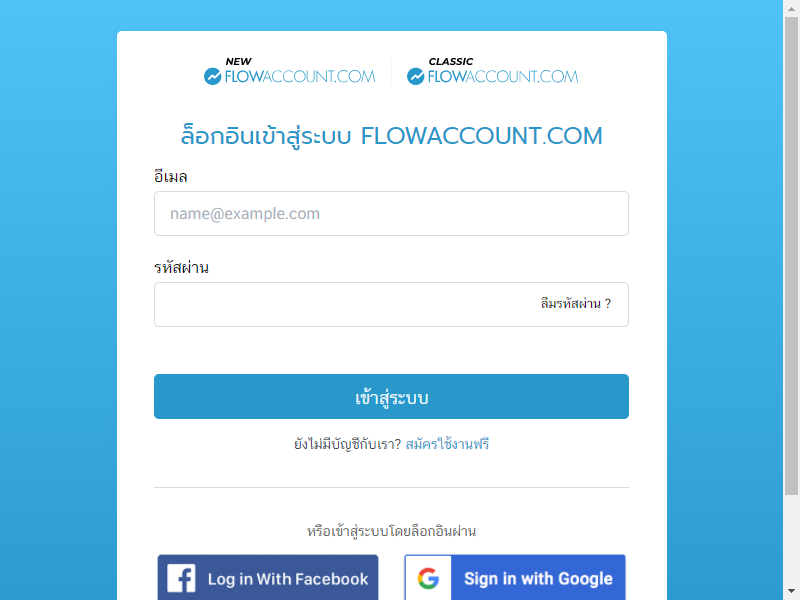 NEW
FLOWACCOUNT.COM
CLASSIC
FLOWACCOUNT.COM
ล็อกอินเข้าสู่ระบบ FLOWACCOUNT.COM
อีเมล
name@example.com
รหัสผ่าน
ลืมรหัสผ่าน ?
เข้าสู่ระบบ
ยังไม่มีบัญชีกับเรา? สมัครใช้งานฟรี
หรือเข้าสู่ระบบโดยล็อกอินผ่าน
Log in With Facebook
Sign in with Google